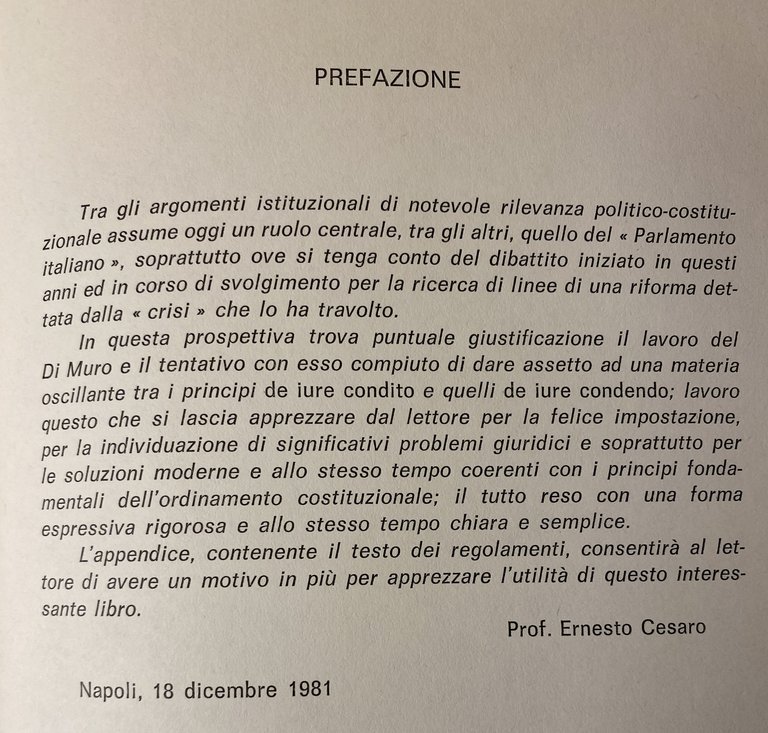 PREFAZIONE
Tra gli argomenti istituzionali di notevole rilevanza politico-costitu-
zionale assume oggi un ruolo centrale, tra gli altri, quello del « Parlamento
italiano », soprattutto ove si tenga conto del dibattito iniziato in questi
anni ed in corso di svolgimento per la ricerca di linee di una riforma det-
tata dalla « crisi » che lo ha travolto.
In questa prospettiva trova puntuale giustificazione il lavoro del
Di Muro e il tentativo con esso compiuto di dare assetto ad una materia
oscillante tra i principi de iure condito e quelli de iure condendo; lavoro
questo che si lascia apprezzare dal lettore per la felice impostazione,
per la individuazione di significativi problemi giuridici e soprattutto per
le soluzioni moderne e allo stesso tempo coerenti con i principi fonda-
mentali dell'ordinamento costituzionale; il tutto reso con una forma
espressiva rigorosa e allo stesso tempo chiara e semplice.
L'appendice, contenente il testo dei regolamenti, consentirà al let-
tore di avere un motivo in più per apprezzare l'utilità di questo interes-
sante libro.
Prof. Ernesto Cesaro
Napoli, 18 dicembre 1981